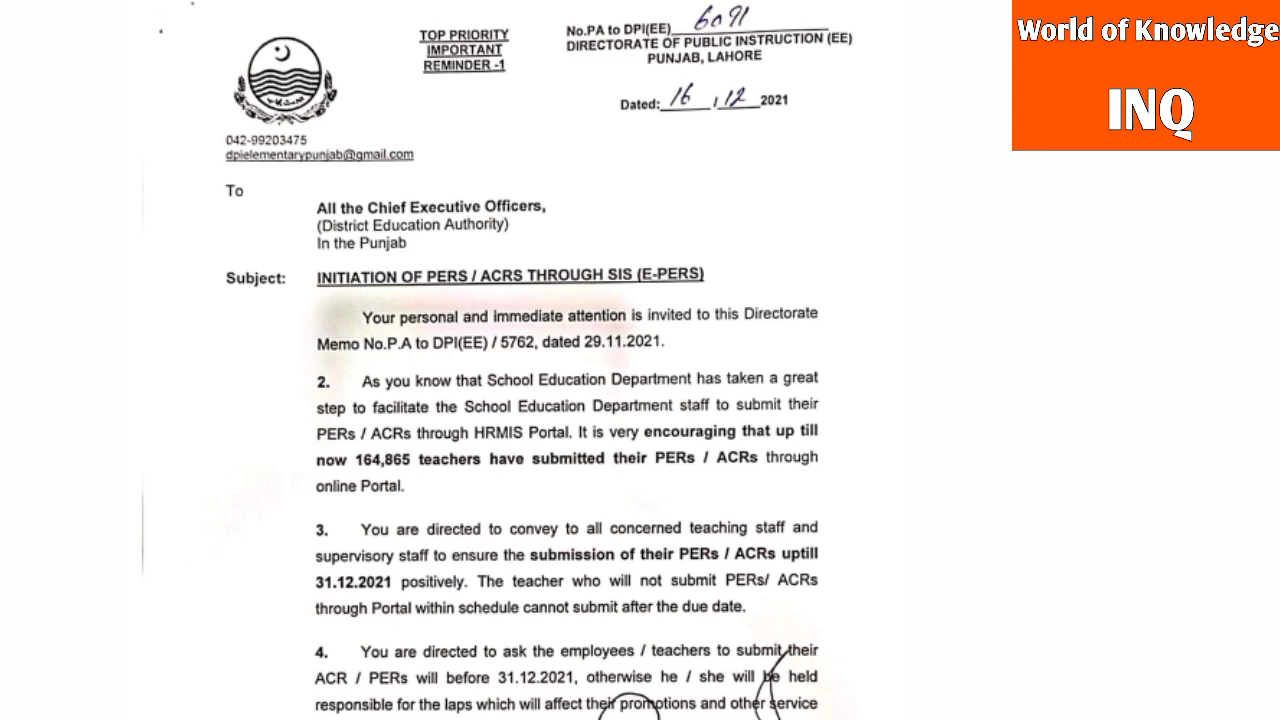 TOP PRIORITY
IMPORTANT
REMINDER -1
No.PA to DPI(EE) 6091
DIRECTORATE OF PUBLIC INSTRUCTION (EE)
PUNJAB, LAHORE
Dated: 16 / 12 2021
World of Knowledge
INQ
042-99203475
dpielementarypunjab@gmail.com
To
All the Chief Executive Officers,
(District Education Authority)
In the Punjab
Subject: INITIATION OF PERS / ACRS THROUGH SIS (E-PERS)
Your personal and immediate attention is invited to this Directorate
Memo No.P.A to DPI(EE) / 5762, dated 29.11.2021.
2. As you know that School Education Department has taken a great
step to facilitate the School Education Department staff to submit their
PERs / ACRs through HRMIS Portal. It is very encouraging that up till
now 164,865 teachers have submitted their PERs / ACRs through
online Portal.
3. You are directed to convey to all concerned teaching staff and
supervisory staff to ensure the submission of their PERs / ACRs uptill
31.12.2021 positively. The teacher who will not submit PERs/ ACRs
through Portal within schedule cannot submit after the due date.
4. You are directed to ask the employees / teachers to submit their
ACR / PERs will before 31.12.2021, otherwise he / she will be held
responsible for the laps which will affect their promotions and other service